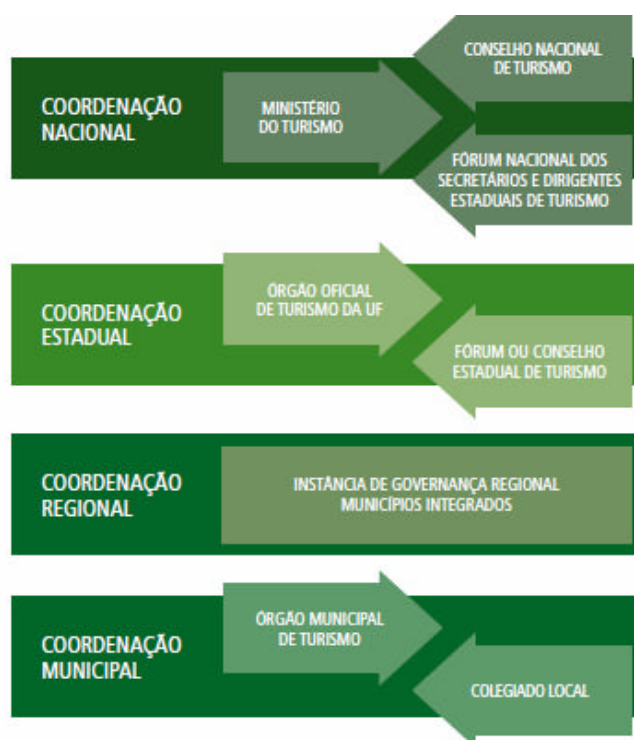 COORDENAÇÃO
NACIONAL
MINISTÉRIO
DO TURISMO
CONSELHO NACIONAL
DE TURISMO
FÓRUM NACIONAL DOS
SECRETÁRIOS E DIRIGENTES
ESTADUAIS DE TURISMO
COORDENAÇÃO
ESTADUAL
ÓRGÃO OFICIAL
DE TURISMO DA UF
FÓRUM OU CONSELHO
ESTADUAL DE TURISMO
COORDENAÇÃO
REGIONAL
INSTÂNCIA DE GOVERNANÇA REGIONAL
MUNICÍPIOS INTEGRADOS
COORDENAÇÃO
MUNICIPAL
ÓRGÃO MUNICIPAL
DE TURISMO
COLEGIADO LOCAL